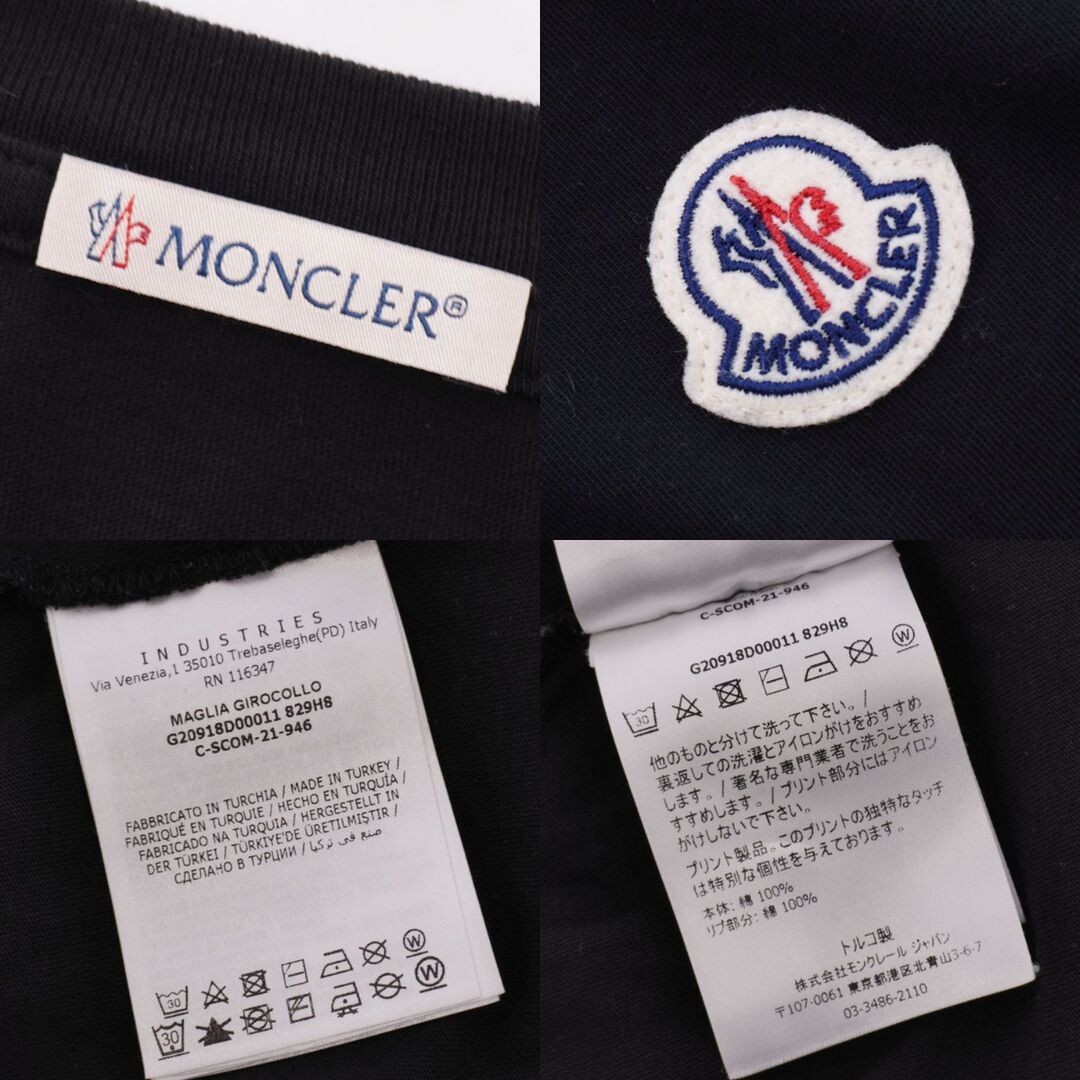 MONCLER®
MONCLER
INDUSTRIES
Via Venezia,1 35010 Trebaseleghe(PD) Italy
RN 116347
MAGLIA GIROCOLLO
G20918D00011 829H8
C-SCOM-21-946
FABBRICATO IN TURCHIA / MADE IN TURKEY /
FABRIQUÉ EN TURQUIE / HECHO EN TURQUÍA /
FABRICADO NA TURQUIA / HERGESTELLT IN
DER TÜRKEI / TÜRKIYE'DE ÜRETILMIŞTIR /
СДЕЛАНО В ТУРЦИИ / صنع في تركيا
30
W
30
W
C-SCOM-21-946
G20918D00011 829H8
30
W
他のものと分けて洗って下さい。/
裏返しての洗濯とアイロンがけをおすすめ
します。/ 著名な専門業者で洗うことをお
すすめします。/ プリント部分にはアイロン
がけしないで下さい。
プリント製品。このプリントの独特なタッチ
は特別な個性を与えております。
本体: 綿 100%
リブ部分: 綿 100%
トルコ製
株式会社モンクレール ジャパン
〒107-0061 東京都港区北青山3-6-7
03-3486-2110